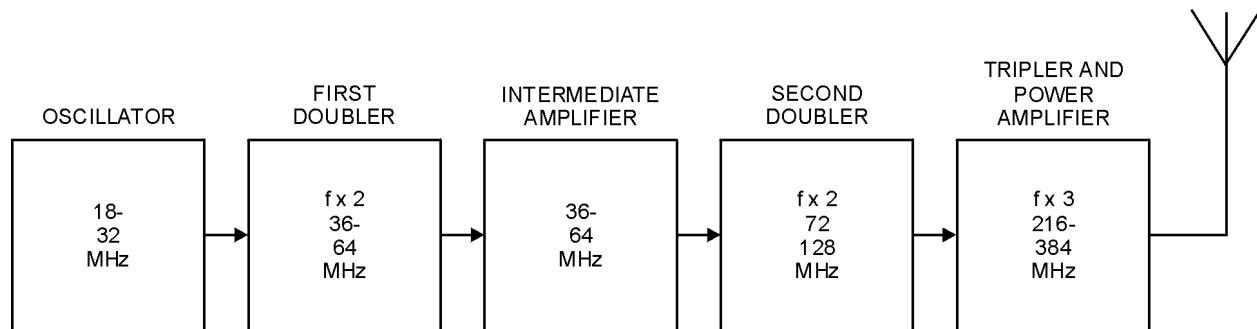 OSCILLATOR
18-
32
MHz
FIRST
DOUBLER
f x 2
36-
64
MHz
INTERMEDIATE
AMPLIFIER
36-
64
MHz
SECOND
DOUBLER
f x 2
72
128
MHz
TRIPLER AND
POWER
AMPLIFIER
f x 3
216-
384
MHz